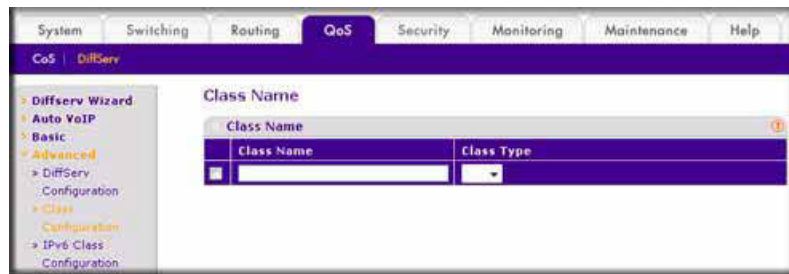 System Switching Routing QoS Security Monitoring Maintenance Help
CoS | DiffServ
Diffserv Wizard
Auto VoIP
Basic
Advanced
» DiffServ
Configuration
» Class
Configuration
» IPv6 Class
Configuration
Class Name
Class Name
Class Name Class Type